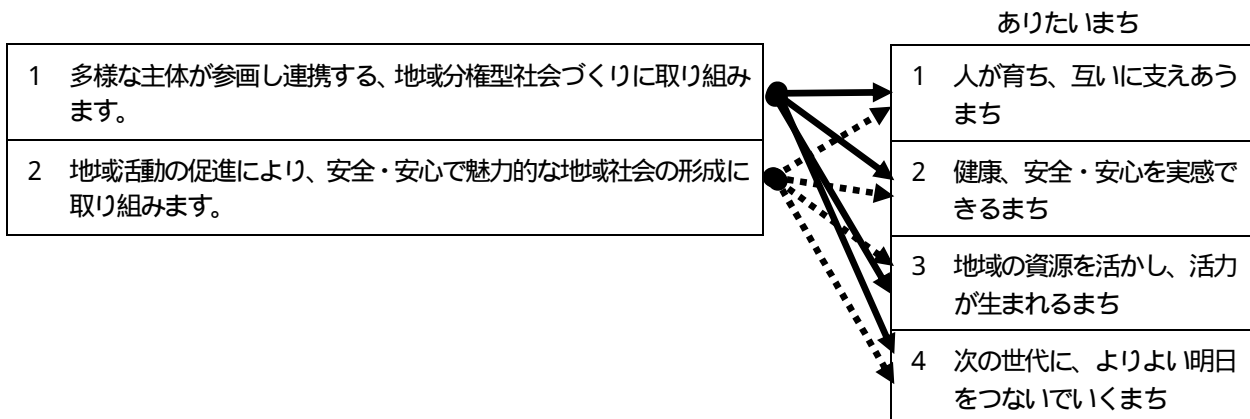 ありたいまち
1 多様な主体が参画し連携する、地域分権型社会づくりに取り組み
ます。
2 地域活動の促進により、安全・安心で魅力的な地域社会の形成に
取り組みます。
1 人が育ち、互いに支えあう
まち
2 健康、安全・安心を実感で
きるまち
3 地域の資源を活かし、活力
が生まれるまち
4 次の世代に、よりよい明日
をつないでいくまち